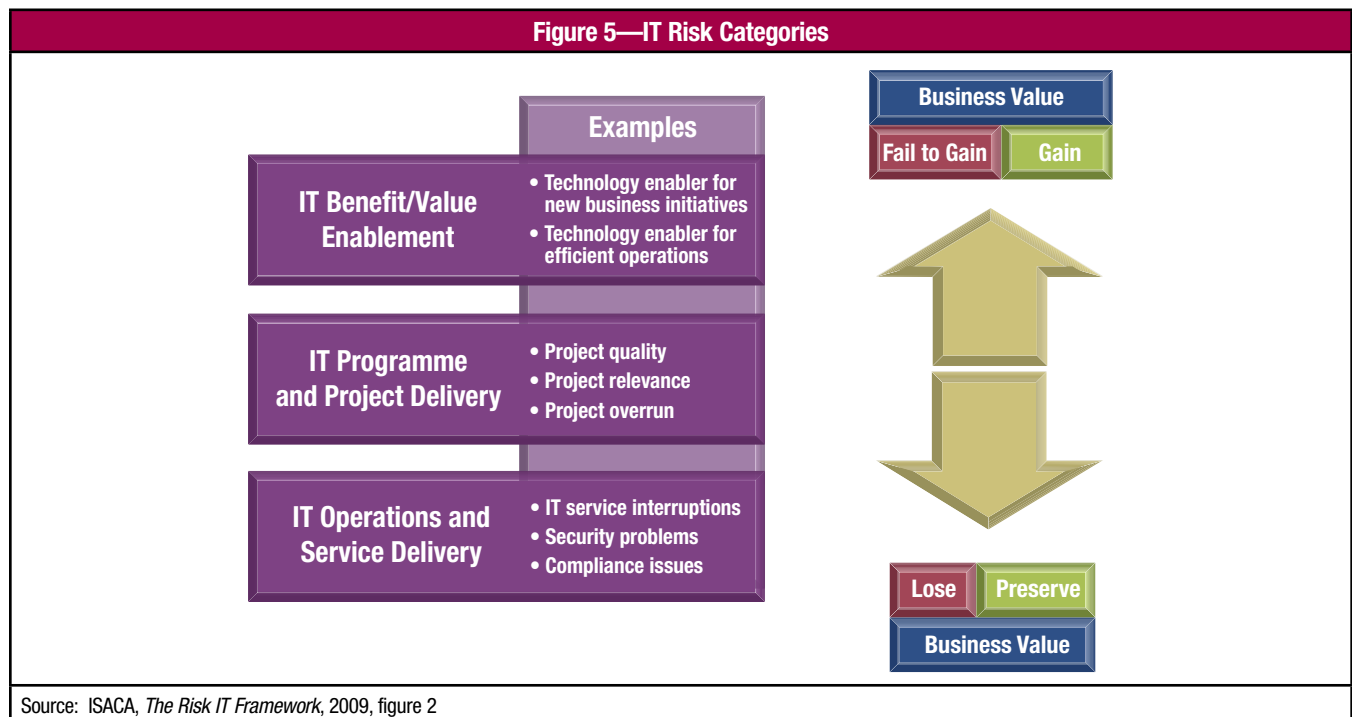 Figure 5—IT Risk Categories
Examples
IT Benefit/Value
Enablement
• Technology enabler for
new business initiatives
• Technology enabler for
efficient operations
IT Programme
and Project Delivery
• Project quality
• Project relevance
• Project overrun
IT Operations and
Service Delivery
• IT service interruptions
• Security problems
• Compliance issues
Business Value
Fail to Gain
Gain
Lose
Preserve
Business Value
Source: ISACA, The Risk IT Framework, 2009, figure 2